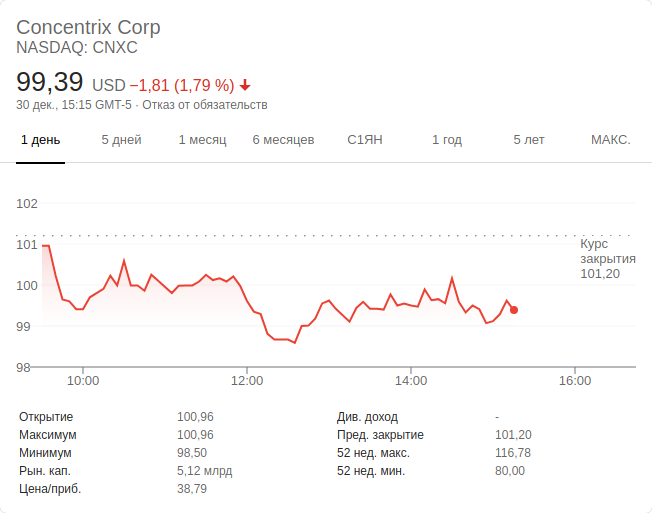 Concentrix Corp
NASDAQ: CNXC
99,39 USD −1,81 (1,79 %)
30 дек., 15:15 GMT-5 · Отказ от обязательств
1 день 5 дней 1 месяц 6 месяцев С1ЯН 1 год 5 лет МАКС.
102
101
100
99
98
Курс
закрытия
101,20
10:00 12:00 14:00 16:00
Открытие 100,96 Див. доход -
Максимум 100,96 Пред. закрытие 101,20
Минимум 98,50 52 нед. макс. 116,78
Рын. кап. 5,12 млрд 52 нед. мин. 80,00
Цена/приб. 38,79